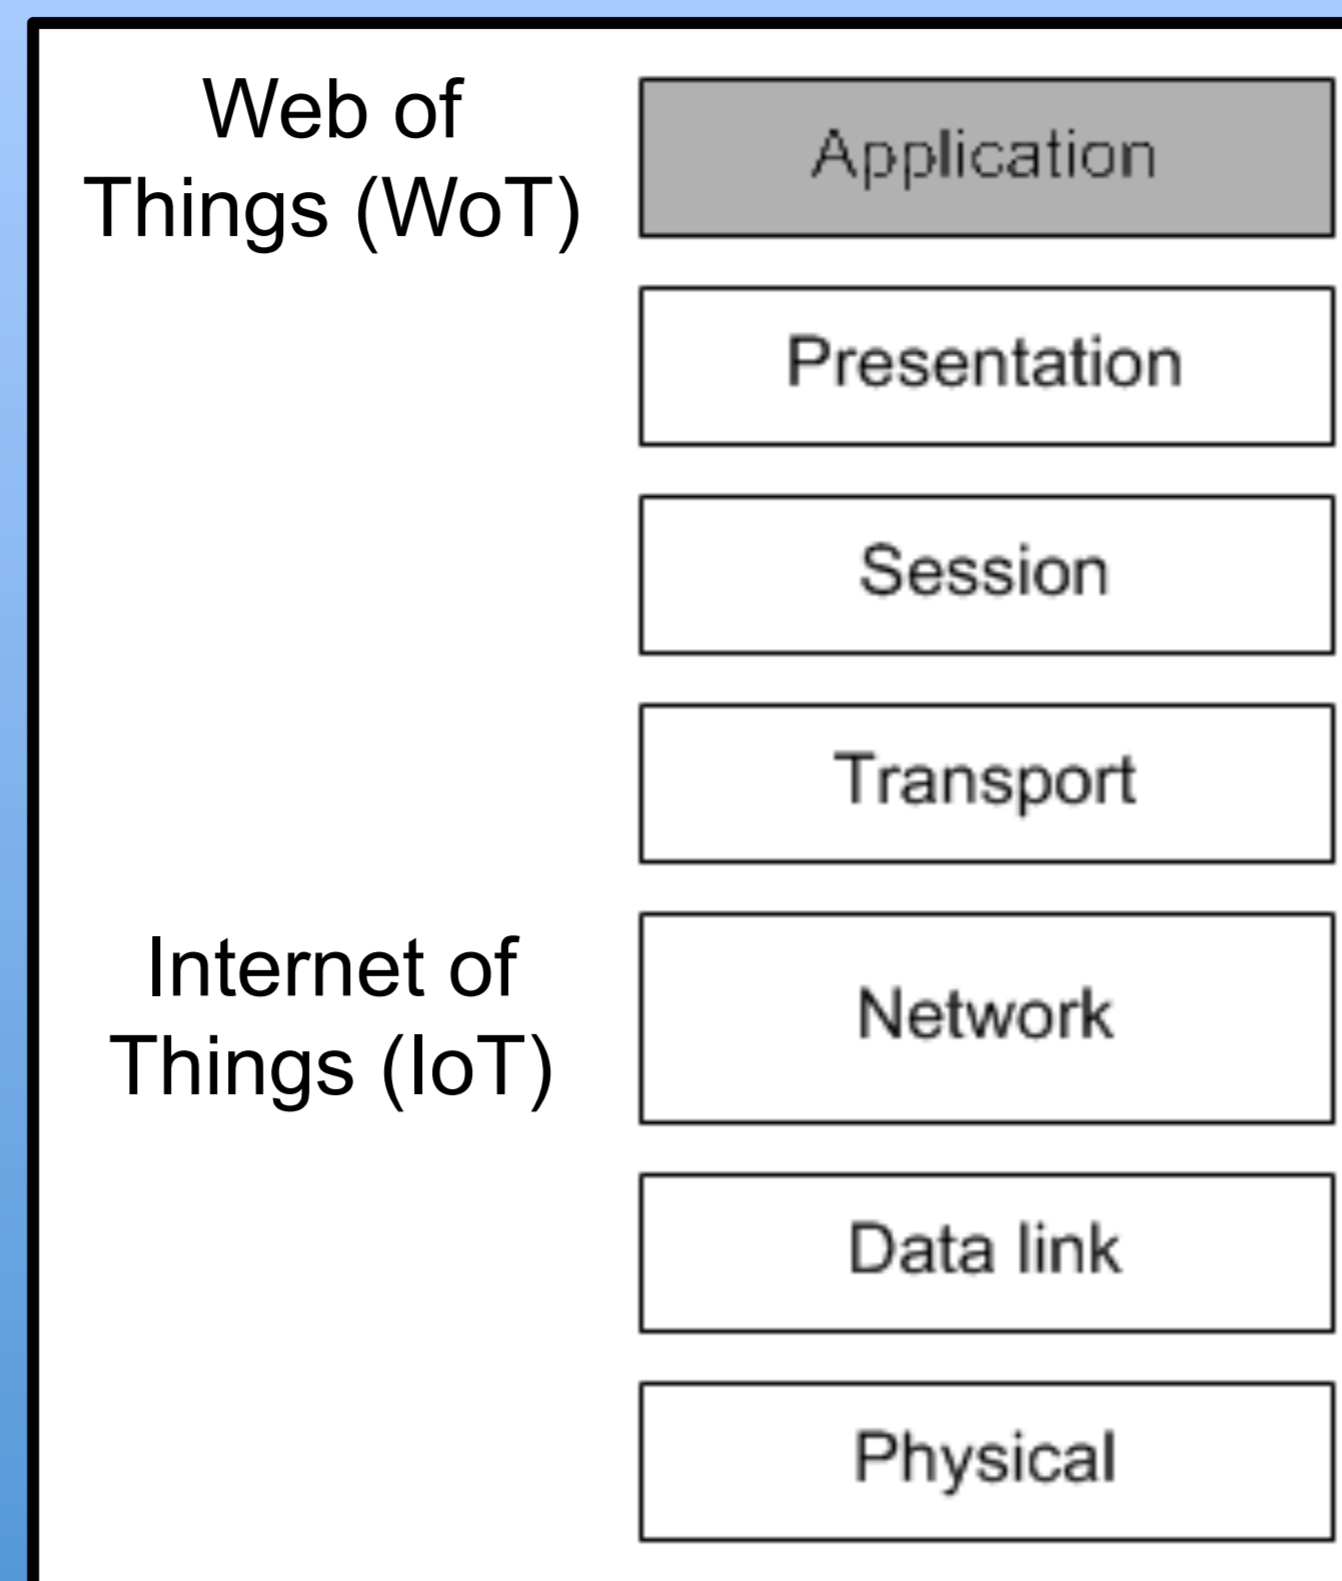 Web of
Things (WoT)
Application
Presentation
Session
Transport
Internet of
Things (IoT)
Network
Data link
Physical